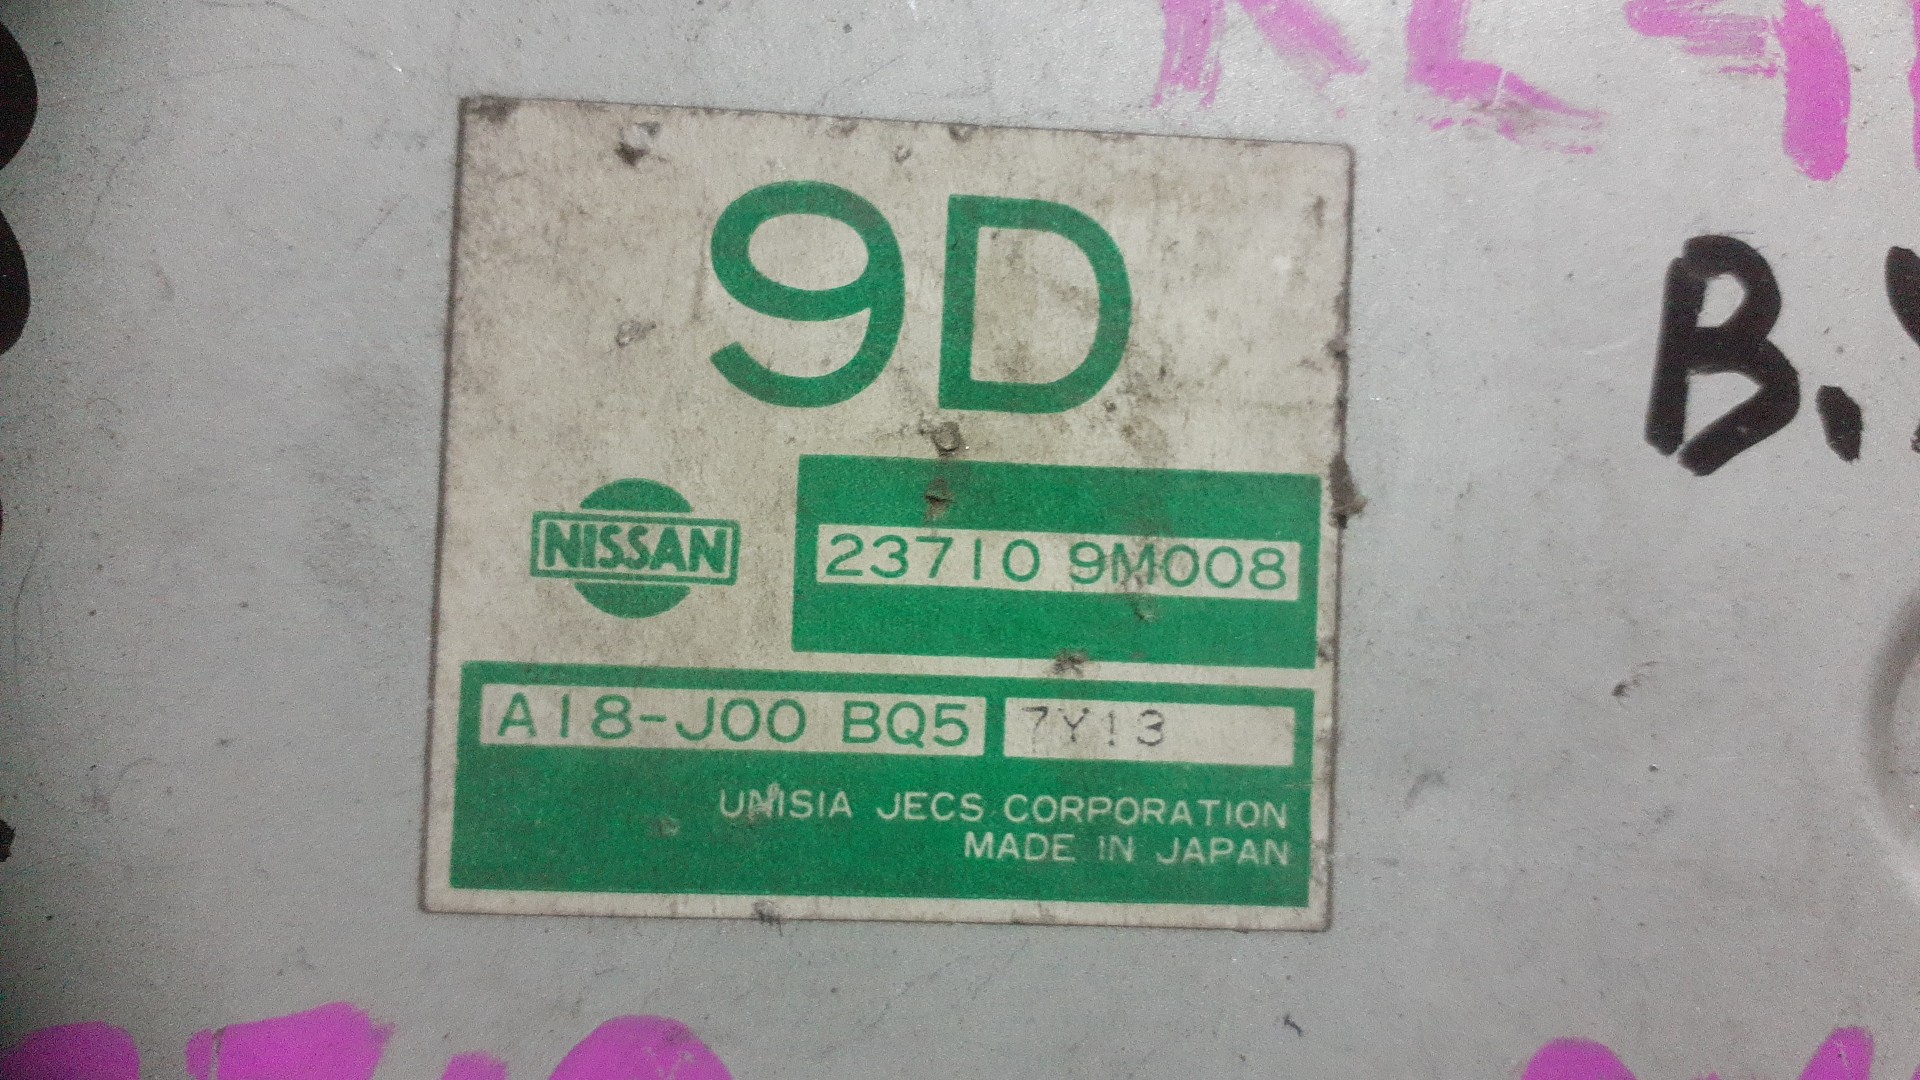 9D
NISSAN
23710 9M008
A18-J00 BQ5 7Y13
UNISIA JECS CORPORATION
MADE IN JAPAN
B.